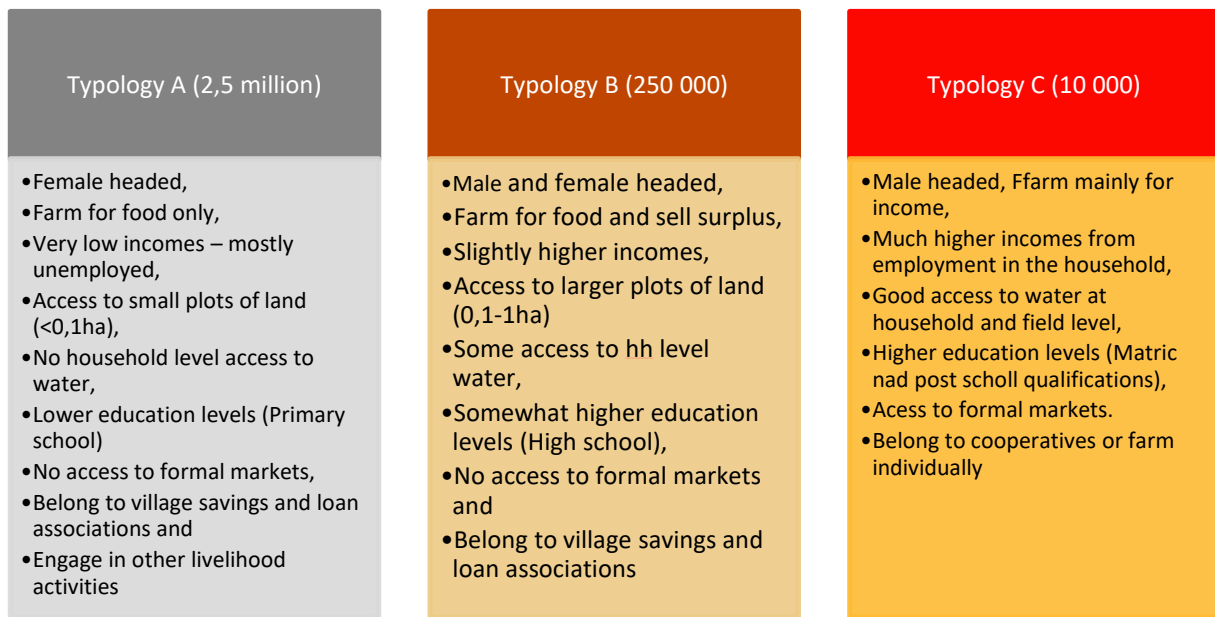 Typology A (2,5 million)
•Female headed,
•Farm for food only,
•Very low incomes – mostly
unemployed,
•Access to small plots of land
(<0,1ha),
•No household level access to
water,
•Lower education levels (Primary
school)
•No access to formal markets,
•Belong to village savings and loan
associations and
•Engage in other livelihood
activities
Typology B (250 000)
•Male and female headed,
•Farm for food and sell surplus,
•Slightly higher incomes,
•Access to larger plots of land
(0,1-1ha)
•Some access to hh level
water,
•Somewhat higher education
levels (High school),
•No access to formal markets
and
•Belong to village savings and
loan associations
Typology C (10 000)
•Male headed, Ffarm mainly for
income,
•Much higher incomes from
employment in the household,
•Good access to water at
household and field level,
•Higher education levels (Matric
nad post scholl qualifications),
•Acess to formal markets.
•Belong to cooperatives or farm
individually